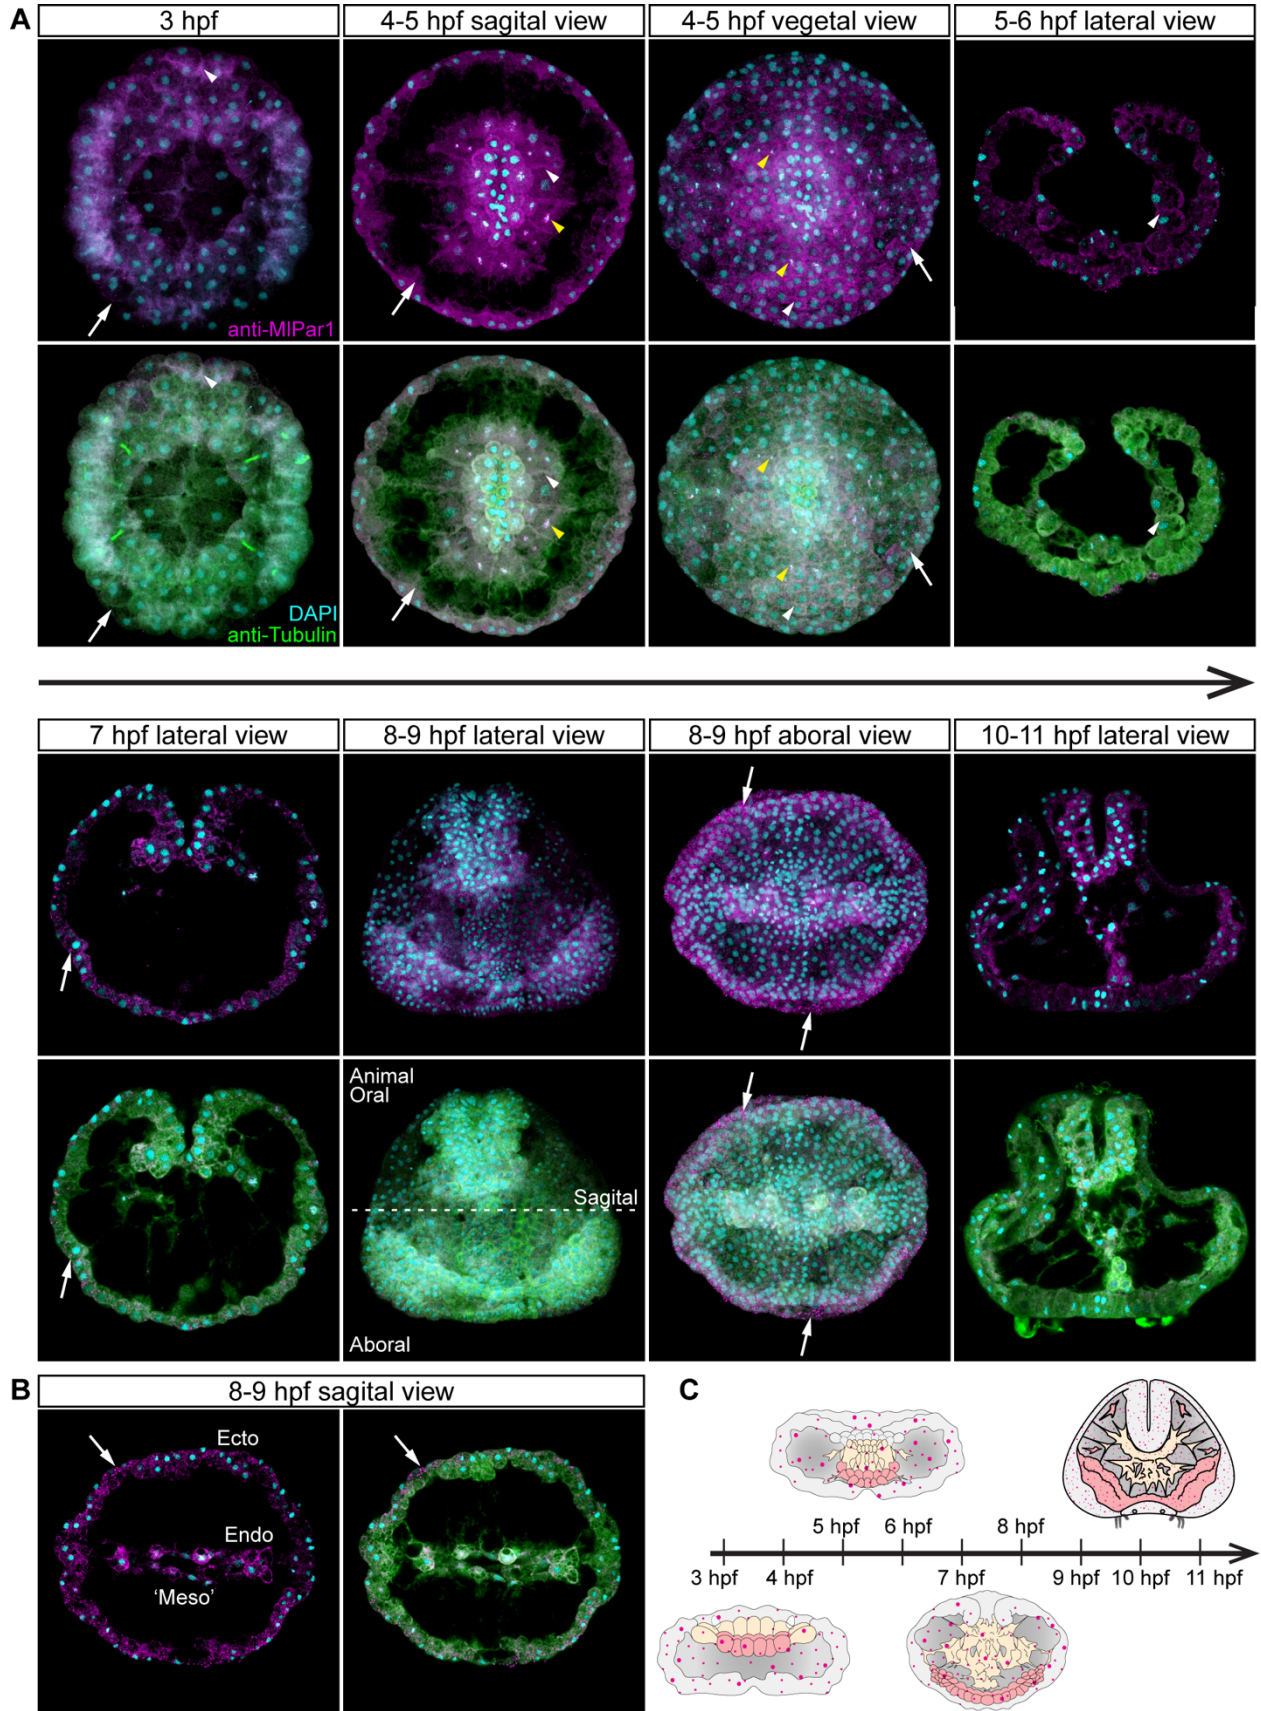 A
3 hpf
4-5 hpf sagital view
4-5 hpf vegetal view
5-6 hpf lateral view
anti-MlPar1
DAPI
anti-Tubulin
7 hpf lateral view
8-9 hpf lateral view
8-9 hpf aboral view
10-11 hpf lateral view
Animal
Oral
Sagital
Aboral
B
8-9 hpf sagital view
Ecto
Endo
‘Meso’
C
5 hpf
6 hpf
8 hpf
3 hpf
4 hpf
7 hpf
9 hpf
10 hpf
11 hpf